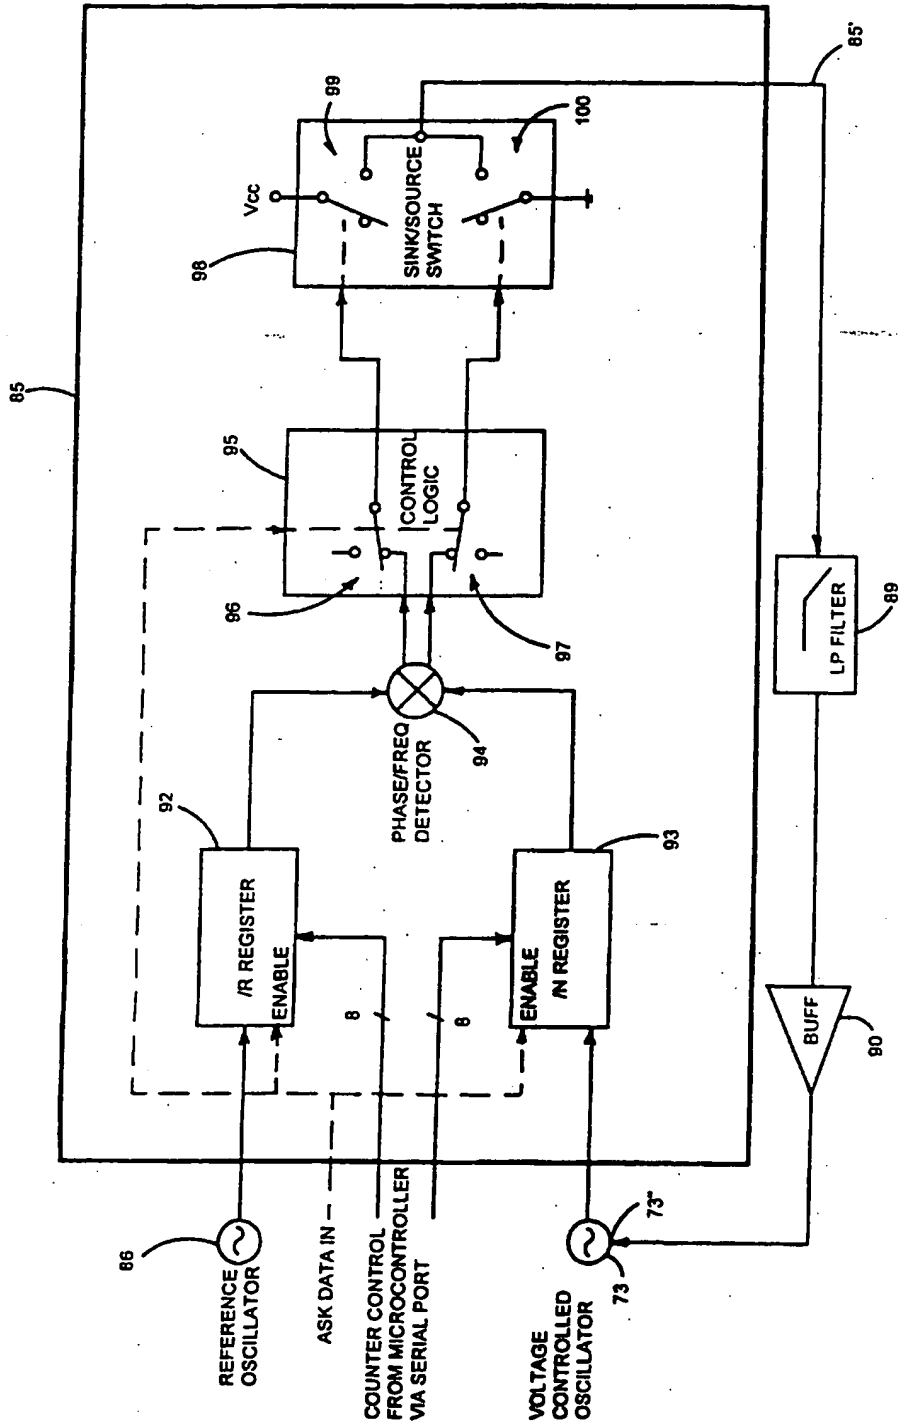 85
85'
99
Vcc
98
SINK/SOURCE
SWITCH
100
95
CONTROL
LOGIC
96
97
92
PHASE/FREQ
DETECTOR
94
/R REGISTER
ENABLE
93
ENABLE
/N REGISTER
8
8
LP FILTER
89
BUFF
90
86
REFERENCE
OSCILLATOR
ASK DATA IN
COUNTER CONTROL
FROM MICROCONTROLLER
VIA SERIAL PORT
VOLTAGE
CONTROLLED
OSCILLATOR
73
73"